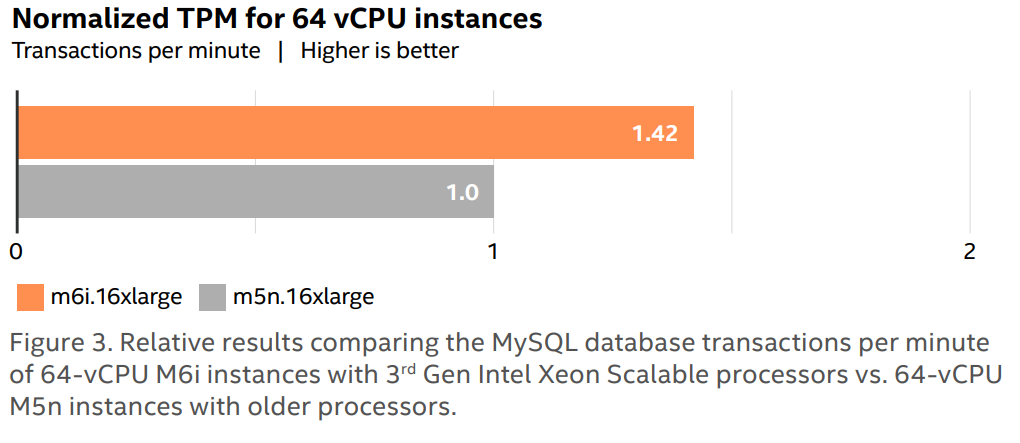 Normalized TPM for 64 vCPU instances
Transactions per minute | Higher is better
1.42
1.0
0 1 2
m6i.16xlarge m5n.16xlarge
Figure 3. Relative results comparing the MySQL database transactions per minute
of 64-vCPU M6i instances with 3rd Gen Intel Xeon Scalable processors vs. 64-vCPU
M5n instances with older processors.